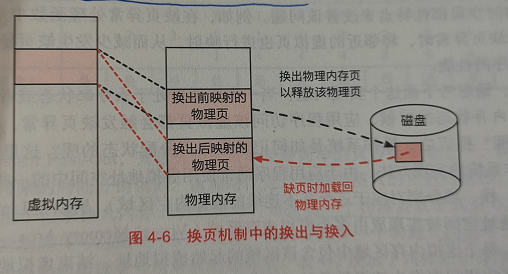 换出物理内存页
以释放该物理页
换出前映射的
物理页
磁盘
换出后映射的
物理页
缺页时加载回
物理内存
虚拟内存
物理内存
图 4-6 换页机制中的换出与换入